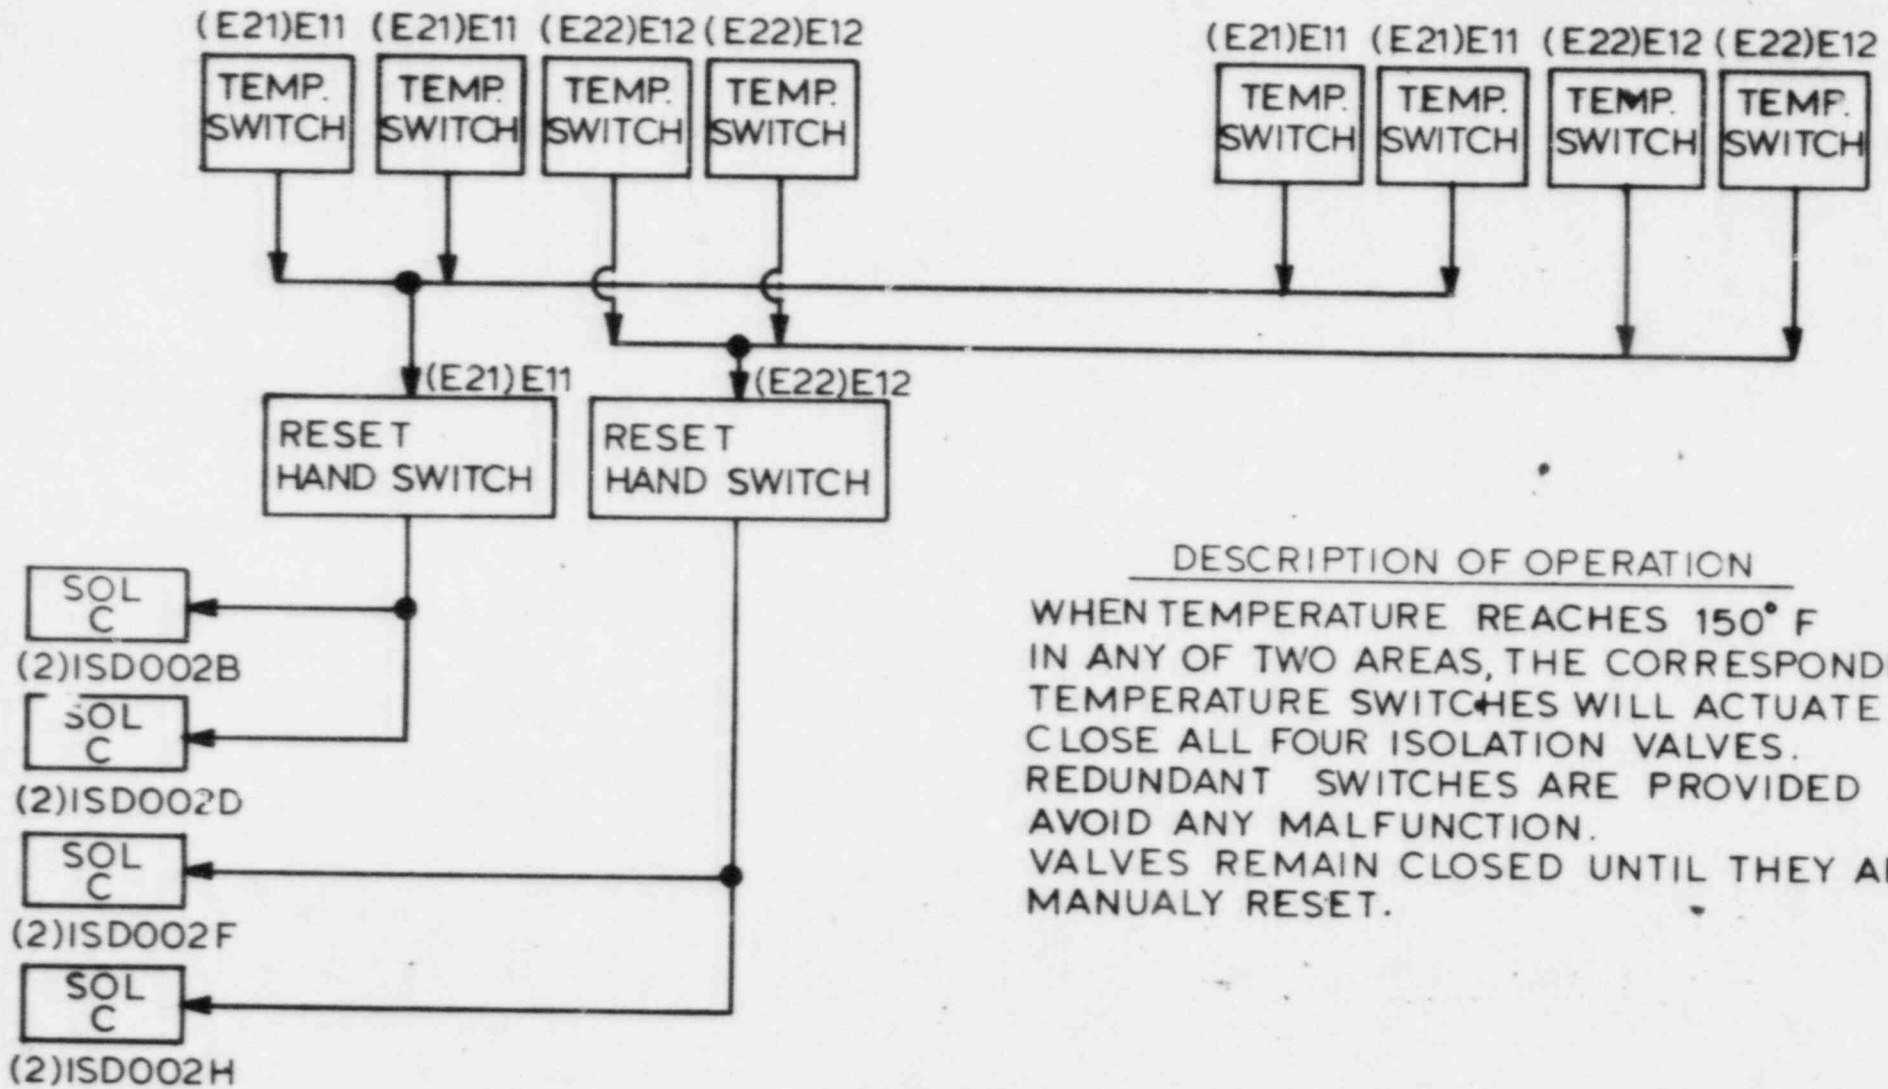 (E21)E11 (E21)E11 (E22)E12 (E22)E12
TEMP. SWITCH
TEMP. SWITCH
TEMP. SWITCH
TEMP. SWITCH
(E21)E11 (E21)E11 (E22)E12 (E22)E12
TEMP. SWITCH
TEMP. SWITCH
TEMP. SWITCH
TEMP. SWITCH
(E21)E11
RESET
HAND SWITCH
(E22)E12
RESET
HAND SWITCH
SOL
C
(2)ISD002B
SOL
C
(2)ISD002D
SOL
C
(2)ISD002F
SOL
C
(2)ISD002H
DESCRIPTION OF OPERATION
WHEN TEMPERATURE REACHES 150° F
IN ANY OF TWO AREAS, THE
TEMPERATURE SWITCHES WILL ACTUATE
CLOSE ALL FOUR ISOLATION VALVES.
REDUNDANT SWITCHES ARE PROVIDED
AVOID ANY MALFUNCTION.
VALVES REMAIN CLOSED UNTIL THEY
MANUALY RESET.